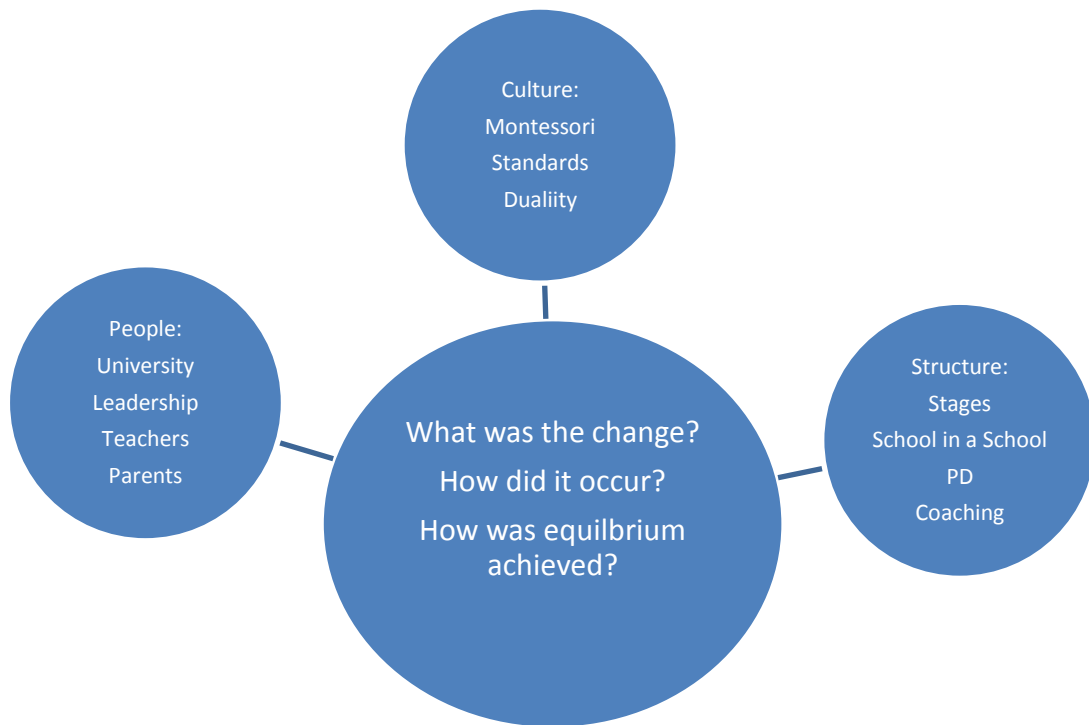 Culture:
Montessori
Standards
Dualiity
People:
University
Leadership
Teachers
Parents
Structure:
Stages
School in a School
PD
Coaching
What was the change?
How did it occur?
How was equilbrium
achieved?